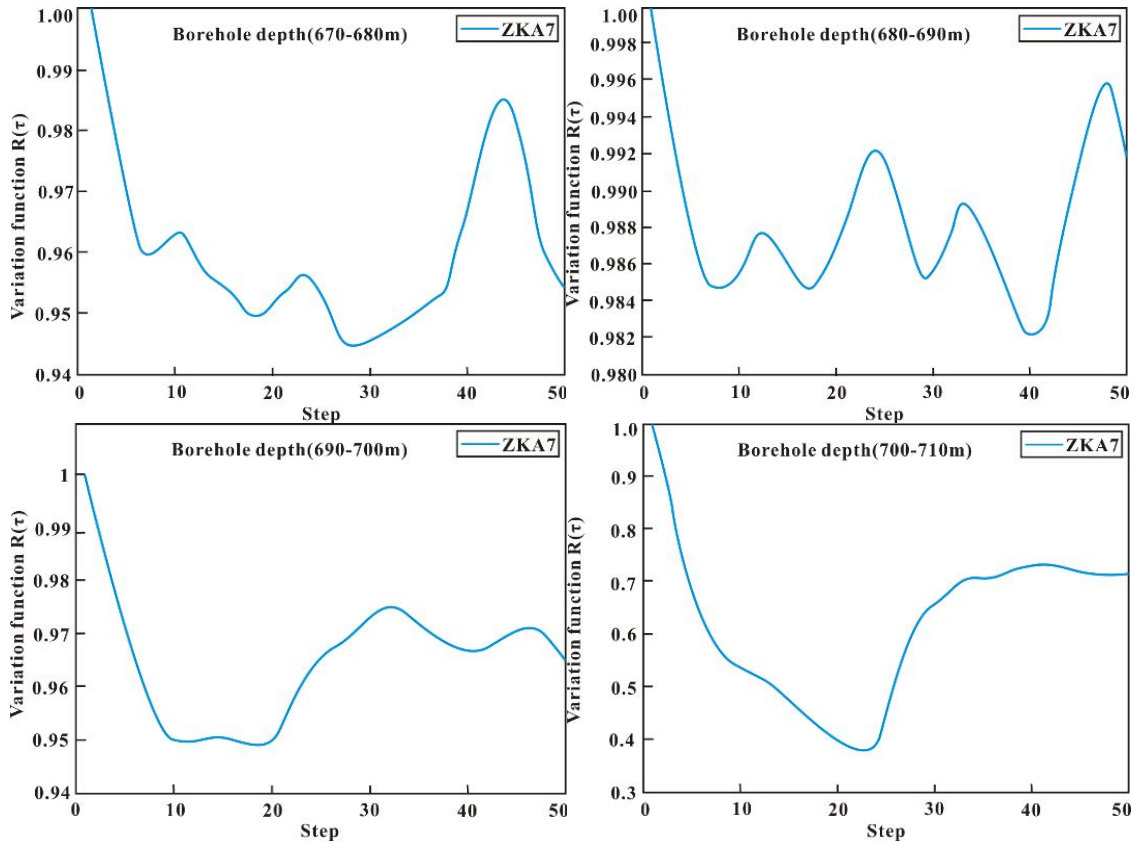 Borehole depth(670-680m)
ZKA7
Variation function R(τ)
1.00
0.99
0.98
0.97
0.96
0.95
0.94
0 10 20 30 40 50
Step
Borehole depth(680-690m)
ZKA7
Variation function R(τ)
1.00
0.998
0.996
0.994
0.992
0.990
0.988
0.986
0.984
0.982
0.980
0 10 20 30 40 50
Step
Borehole depth(690-700m)
ZKA7
Variation function R(τ)
1
0.99
0.98
0.97
0.96
0.95
0.94
0 10 20 30 40 50
Step
Borehole depth(700-710m)
ZKA7
Variation function R(τ)
1.0
0.9
0.8
0.7
0.6
0.5
0.4
0.3
0 10 20 30 40 50
Step